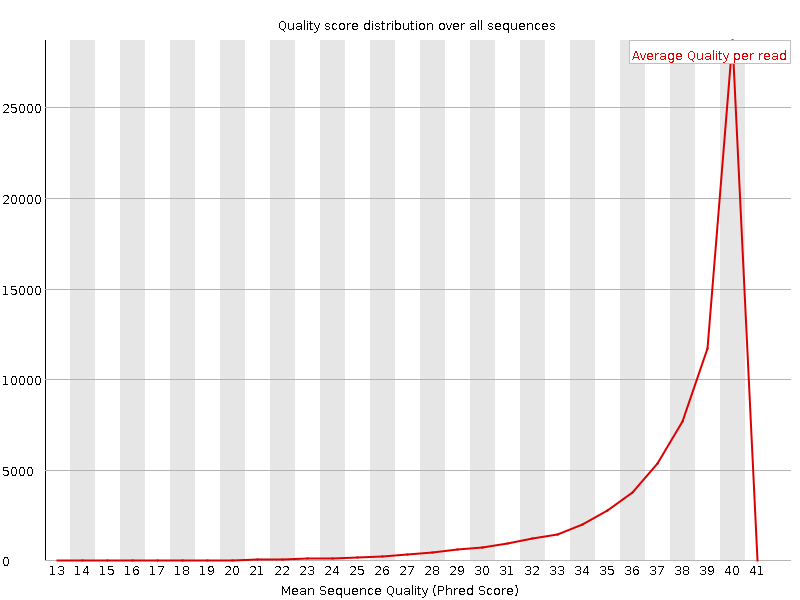 Quality score distribution over all sequences
Average Quality per read
25000
20000
15000
10000
5000
0
13 14 15 16 17 18 19 20 21 22 23 24 25 26 27 28 29 30 31 32 33 34 35 36 37 38 39 40 41
Mean Sequence Quality (Phred Score)